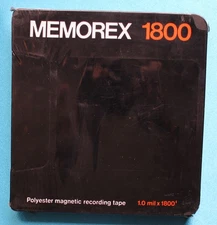 MEMOREX 1800
Polyester magnetic recording tape 1.0 mil x 1800'